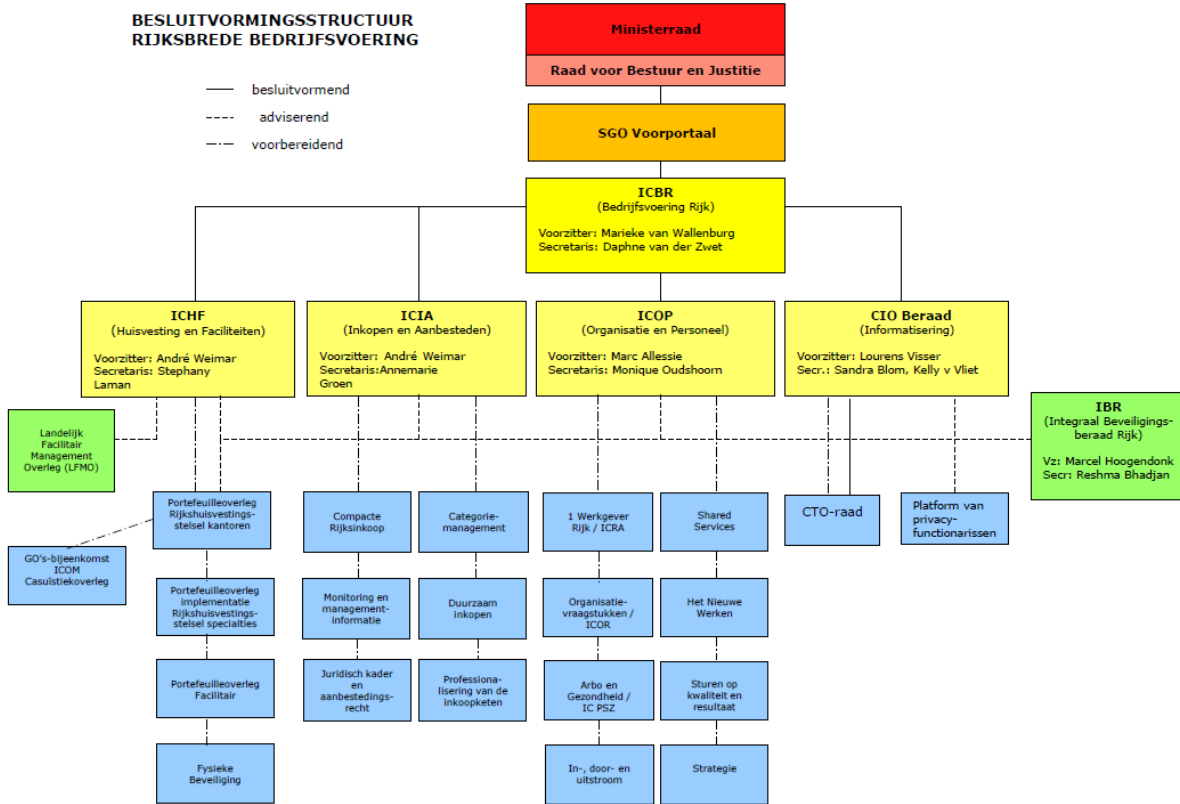 BESLUITVORMINGSSTRUCTUUR
RIJKSBREDE BEDRIJFSVOERING
besluitvormend
adviserend
voorbereidend
Ministerraad
Raad voor Bestuur en Justitie
SGO Voorportaal
ICBR
(Bedrijfsvoering Rijk)
Voorzitter: Marieke van Wallenburg
Secretaris: Daphne van der Zwet
ICHF
(Huisvesting en Faciliteiten)
Voorzitter: André Weimar
Secretaris: Stephany
Laman
ICIA
(Inkopen en Aanbesteden)
Voorzitter: André Weimar
Secretaris:Annemarie
Groen
ICOP
(Organisatie en Personeel)
Voorzitter: Marc Allessie
Secretaris: Monique Oudshoorn
CIO Beraad
(Informatisering)
Voorzitter: Lourens Visser
Secr.: Sandra Blom, Kelly v Vliet
IBR
(Integraal Beveiligings-
beraad Rijk)
Vz: Marcel Hoogendonk
Secr: Reshma Bhadjan
Landelijk
Facilitair
Management
Overleg (LFMO)
Portefeuilleoverleg
Rijkshuisvestings-
stelsel kantoren
GO's-bijeenkomst
ICOM
Casuïstiekoverleg
Portefeuilleoverleg
implementatie
Rijkshuisvestings-
stelsel specialties
Portefeuilleoverleg
Facilitair
Fysieke
Beveiliging
Compacte
Rijksinkoop
Monitoring en
management-
informatie
Juridisch kader
en
aanbestedings-
recht
Categorie-
management
Duurzaam
inkopen
Professiona-
lisering van de
inkoopketen
1 Werkgever
Rijk / ICRA
Organisatie-
vraagstukken /
ICOR
Arbo en
Gezondheid /
IC PSZ
In-, door- en
uitstroom
Shared
Services
Het Nieuwe
Werken
Sturen op
kwaliteit en
resultaat
Strategie
CTO-raad
Platform van
privacy-
functionarissen